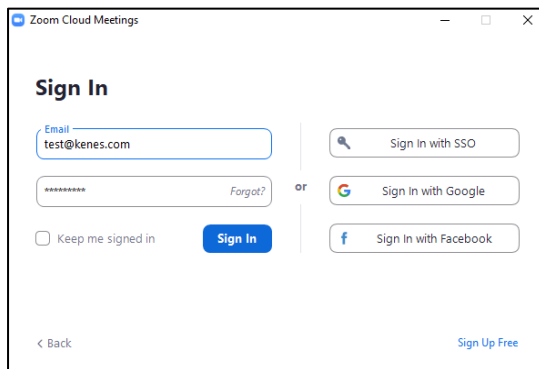 Zoom Cloud Meetings
Sign In
Email
test@kenes.com
********* Forgot?
Keep me signed in
Sign In
or
Sign In with SSO
Sign In with Google
Sign In with Facebook
Back
Sign Up Free